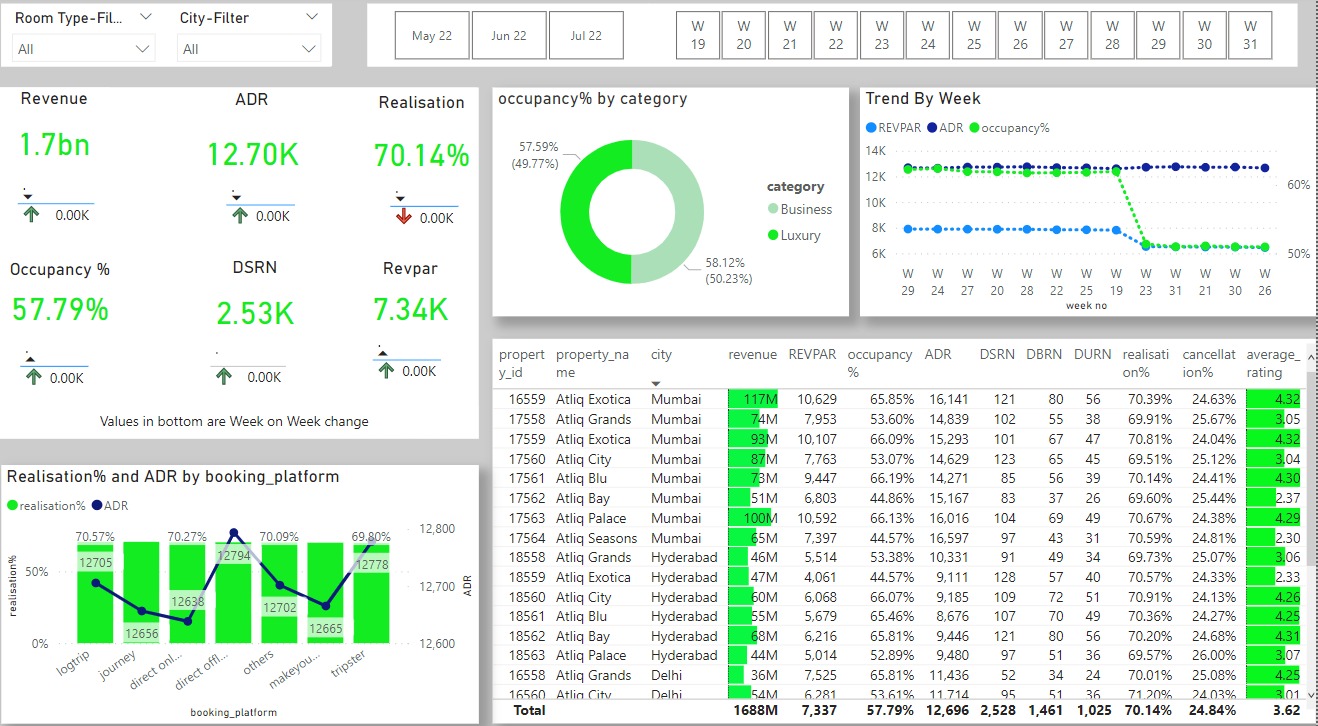 Room Type-Fil...
City-Filter
All
All
May 22
Jun 22
Jul 22
W 19
W 20
W 21
W 22
W 23
W 24
W 25
W 26
W 27
W 28
W 29
W 30
W 31
Revenue
ADR
Realisation
1.7bn
12.70K
70.14%
0.00K
0.00K
0.00K
Occupancy %
DSRN
Revpar
57.79%
2.53K
7.34K
0.00K
0.00K
0.00K
Values in bottom are Week on Week change
occupancy% by category
57.59%
(49.77%)
58.12%
(50.23%)
category
Business
Luxury
Trend By Week
REVPAR ADR occupancy%
14K
12K
10K
8K
6K
60%
50%
W 29
W 24
W 27
W 20
W 28
W 22
W 25
W 19
W 23
W 31
W 21
W 30
W 26
week no
Realisation% and ADR by booking_platform
realisation% ADR
70.57%
70.27%
70.09%
69.80%
12705
12656
12638
12794
12702
12665
12778
50%
0%
realisation%
12,800
12,700
12,600
ADR
logtrip
journey
direct onl...
direct offl...
others
makeyou...
tripster
booking_platform
property_id property_name city revenue REVPAR occupancy% ADR DSRN DBRN DURN realisation% cancellation% average_rating
16559 Atliq Exotica Mumbai 117M 10,629 65.85% 16,141 121 80 56 70.39% 24.63% 4.32
17558 Atliq Grands Mumbai 74M 7,953 53.60% 14,839 102 55 38 69.91% 25.67% 3.05
17559 Atliq Exotica Mumbai 93M 10,107 66.09% 15,293 101 67 47 70.81% 24.04% 4.32
17560 Atliq City Mumbai 87M 7,763 53.07% 14,629 123 65 45 69.51% 25.12% 3.04
17561 Atliq Blu Mumbai 73M 9,447 66.19% 14,271 85 56 39 70.14% 24.41% 4.30
17562 Atliq Bay Mumbai 51M 6,803 44.86% 15,167 83 37 26 69.60% 25.44% 2.37
17563 Atliq Palace Mumbai 100M 10,592 66.13% 16,016 104 69 49 70.67% 24.38% 4.29
17564 Atliq Seasons Mumbai 65M 7,397 44.57% 16,597 97 43 31 70.59% 24.81% 2.30
18558 Atliq Grands Hyderabad 46M 5,514 53.38% 10,331 91 49 34 69.73% 25.07% 3.06
18559 Atliq Exotica Hyderabad 47M 4,061 44.57% 9,111 128 57 40 70.57% 24.33% 2.33
18560 Atliq City Hyderabad 60M 6,068 66.07% 9,185 109 72 51 70.91% 24.13% 4.26
18561 Atliq Blu Hyderabad 55M 5,679 65.46% 8,676 107 70 49 70.36% 24.27% 4.25
18562 Atliq Bay Hyderabad 68M 6,216 65.81% 9,446 121 80 56 70.20% 24.68% 4.31
18563 Atliq Palace Hyderabad 44M 5,014 52.89% 9,480 97 51 36 69.57% 26.00% 3.07
16558 Atliq Grands Delhi 36M 7,525 65.81% 11,436 52 34 24 70.01% 25.08% 4.25
16560 Atliq City Delhi 54M 6,281 53.61% 11,714 95 51 36 71.20% 24.03% 3.01
Total 1688M 7,337 57.79% 12,696 2,528 1,461 1,025 70.14% 24.84% 3.62